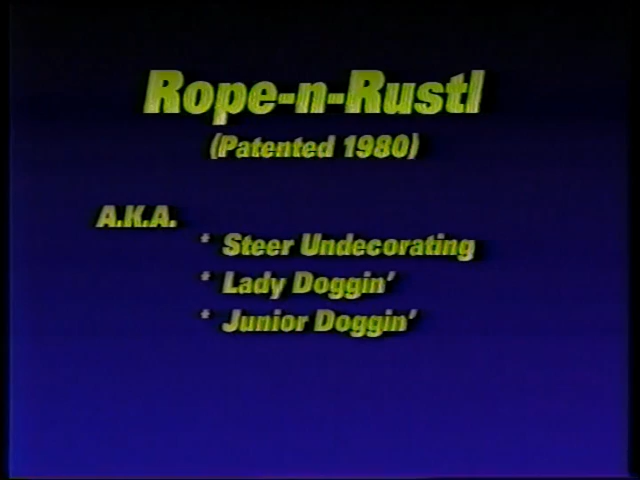 Rope-n-Rustl
(Patented 1980)
A.K.A.
* Steer Undecorating
* Lady Doggin'
* Junior Doggin'